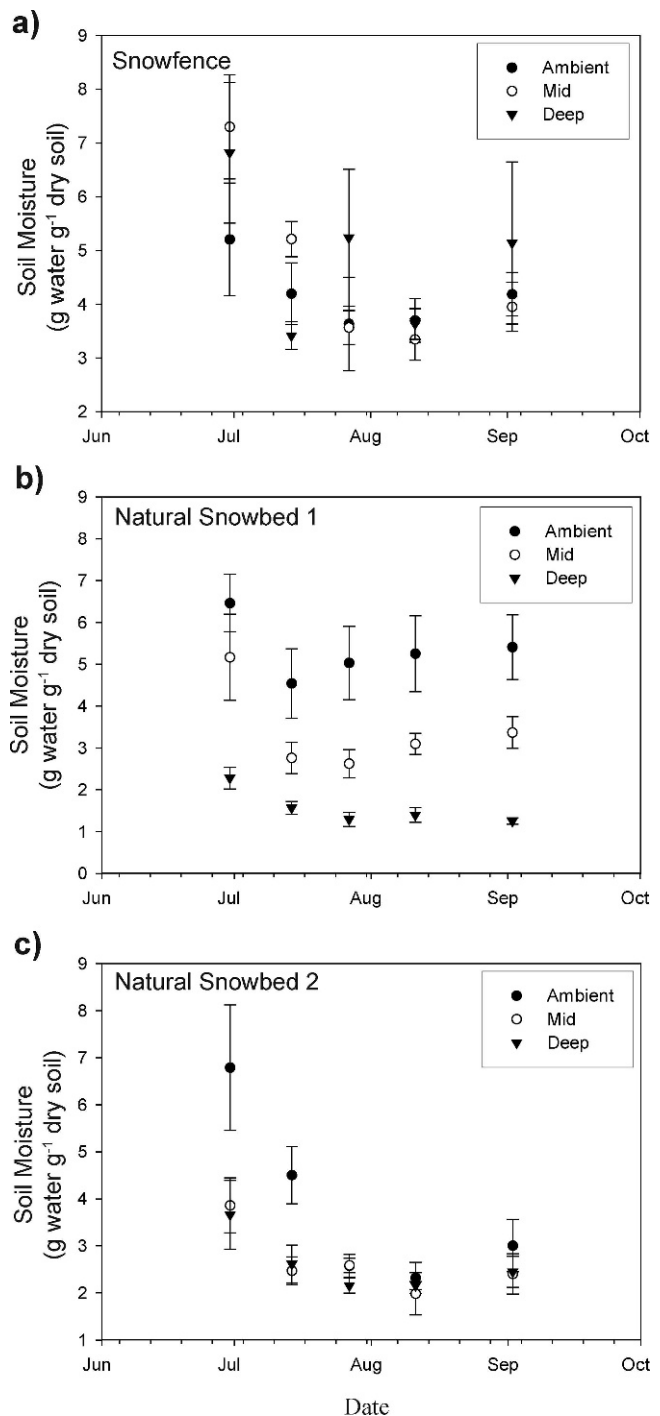 a)
Snowfence
Ambient
Mid
Deep
Soil Moisture
(g water g⁻¹ dry soil)
9
8
7
6
5
4
3
2
Jun Jul Aug Sep Oct
b)
Natural Snowbed 1
Ambient
Mid
Deep
Soil Moisture
(g water g⁻¹ dry soil)
9
8
7
6
5
4
3
2
1
0
Jun Jul Aug Sep Oct
c)
Natural Snowbed 2
Ambient
Mid
Deep
Soil Moisture
(g water g⁻¹ dry soil)
9
8
7
6
5
4
3
2
1
Jun Jul Aug Sep Oct
Date